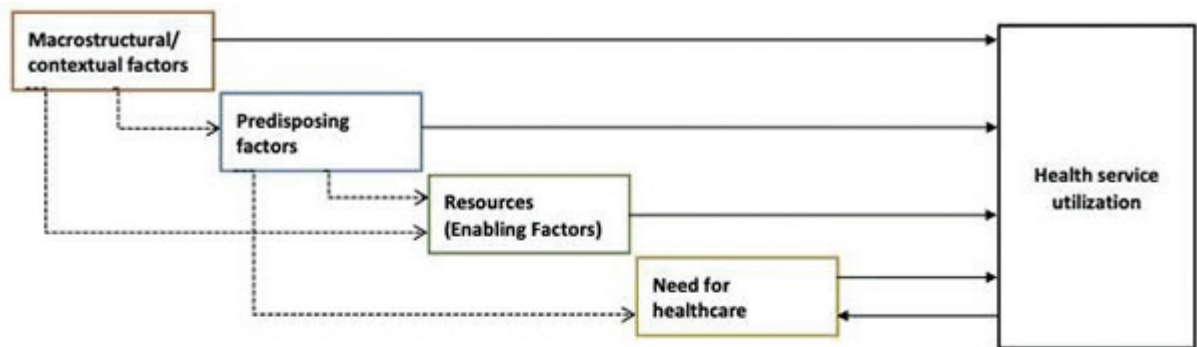 Macrostructural/
contextual factors
Predisposing
factors
Resources
(Enabling Factors)
Need for
healthcare
Health service
utilization